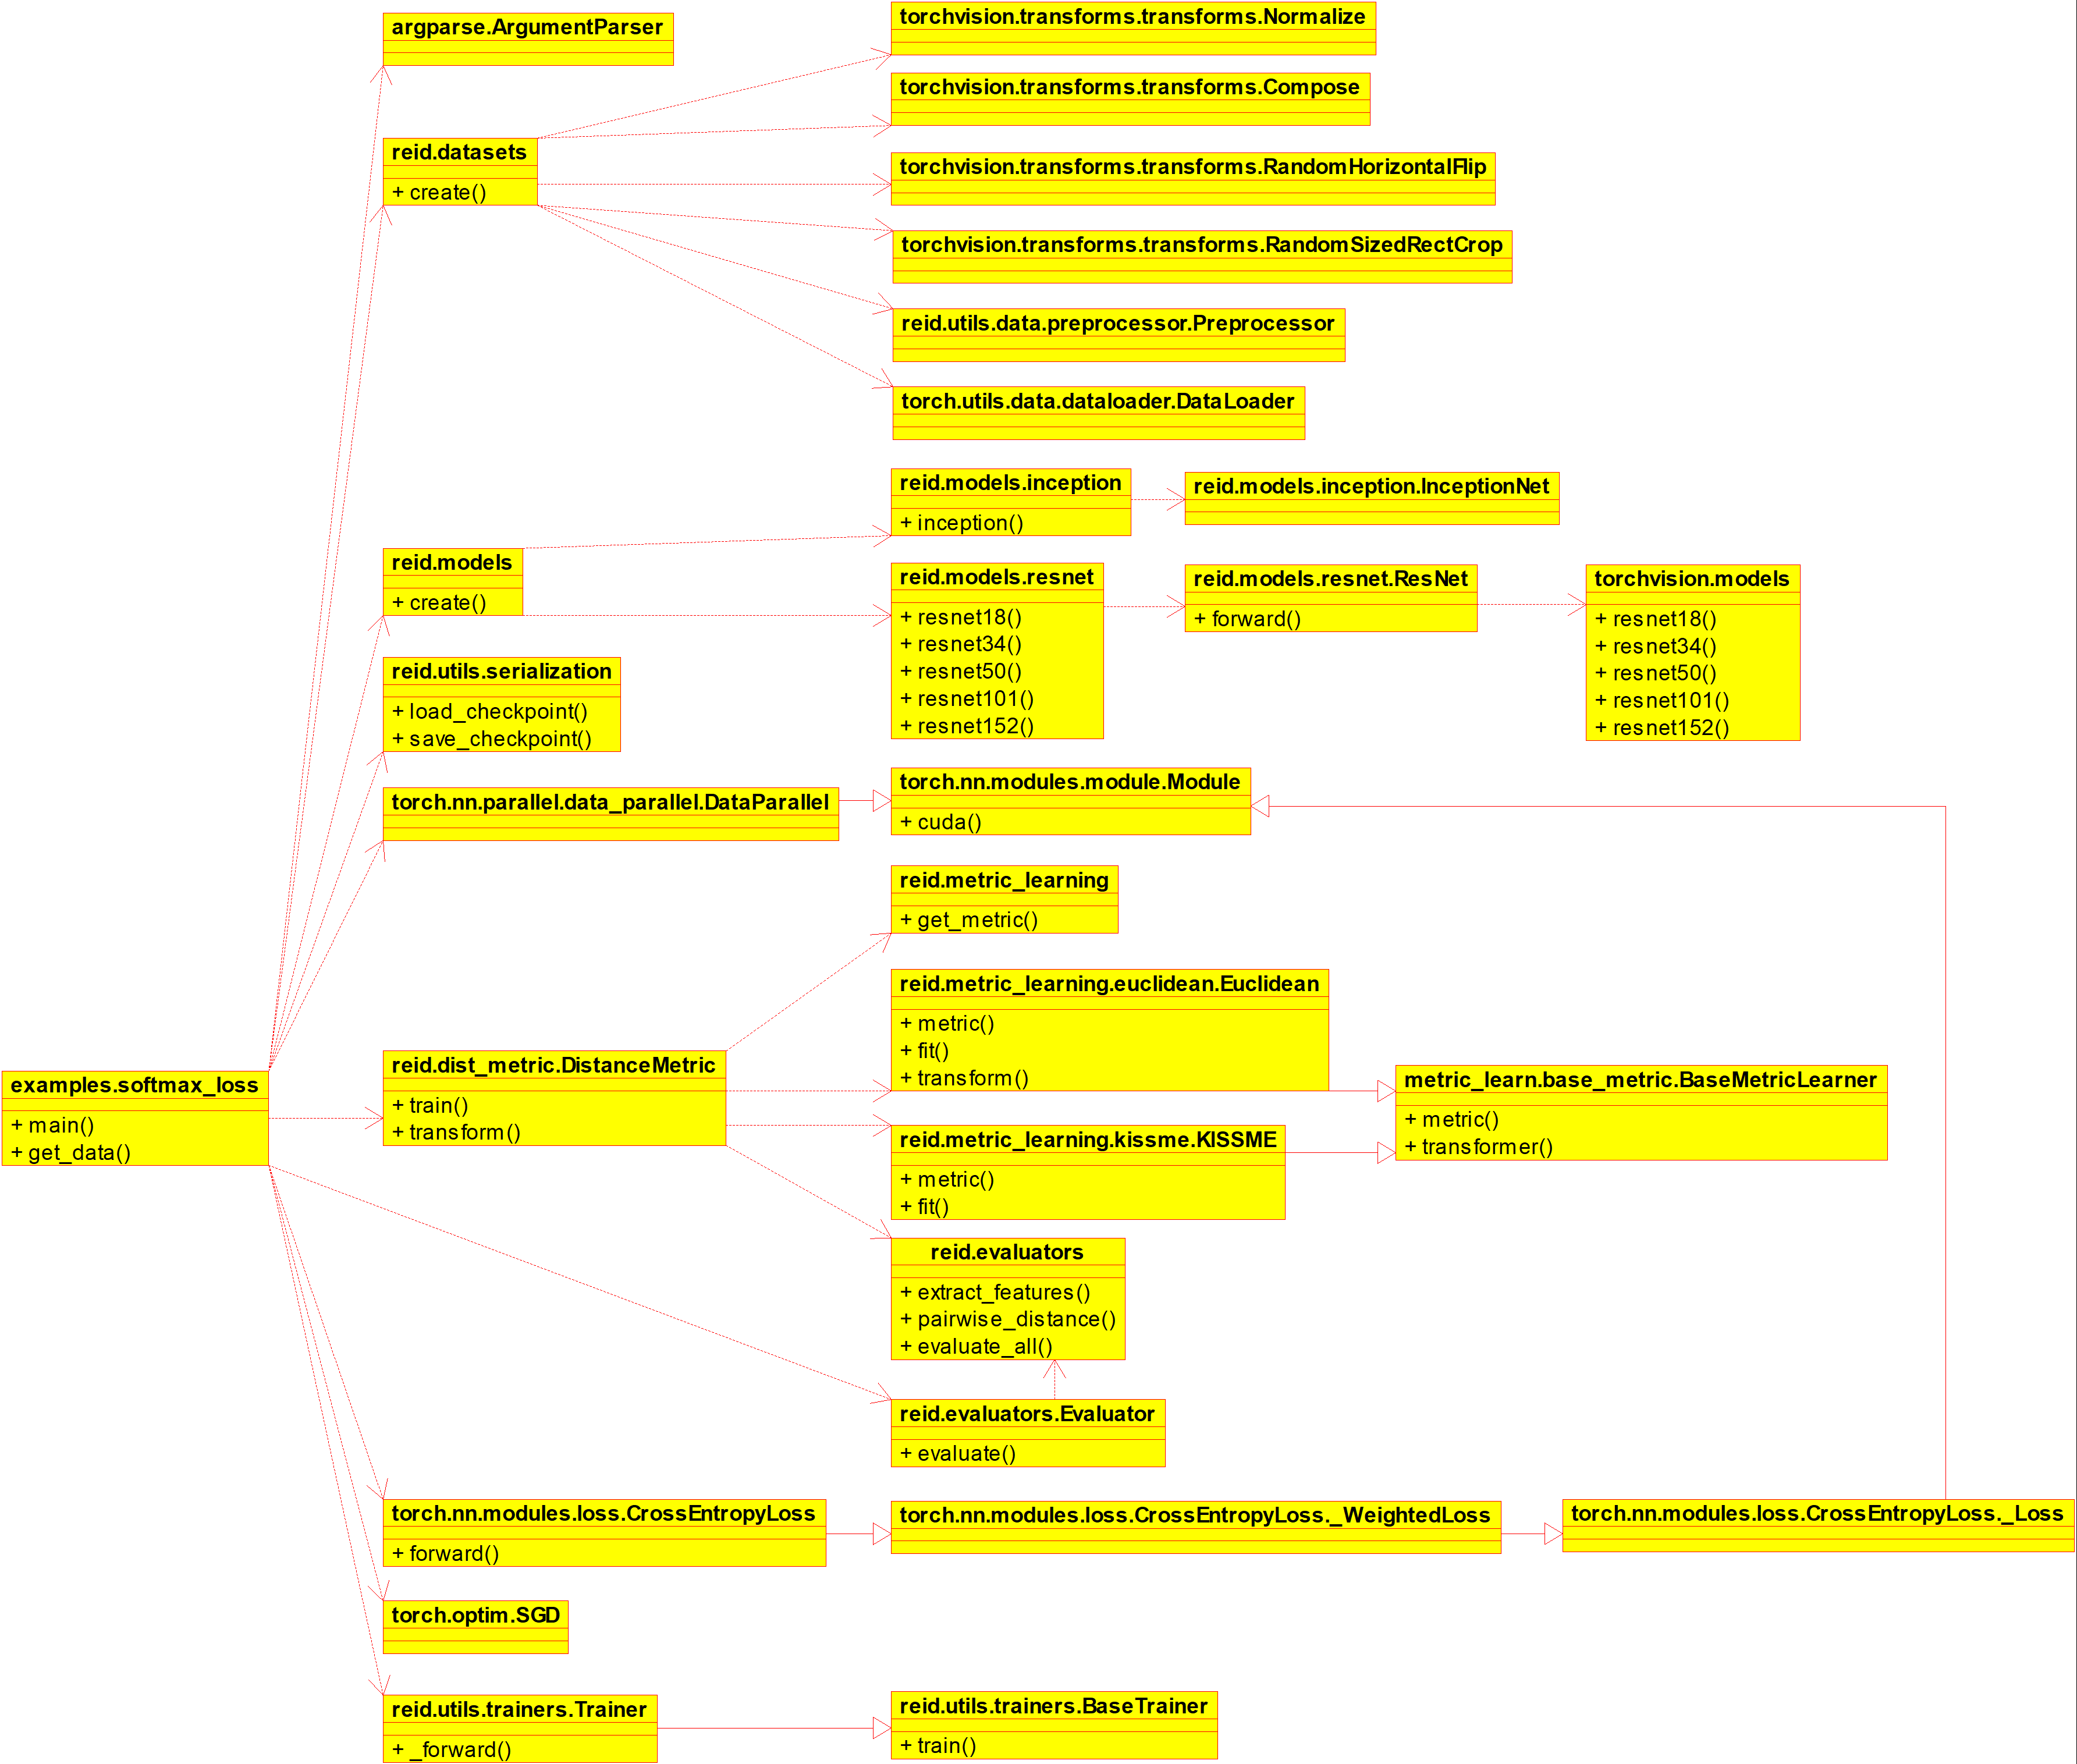 argparse.ArgumentParser
torchvision.transforms.transforms.Normalize
torchvision.transforms.transforms.Compose
reid.datasets
+ create()
torchvision.transforms.transforms.RandomHorizontalFlip
torchvision.transforms.transforms.RandomSizedRectCrop
reid.utils.data.preprocessor.Preprocessor
torch.utils.data.dataloader.DataLoader
reid.models.inception
+ inception()
reid.models.inception.InceptionNet
reid.models
+ create()
reid.models.resnet
+ resnet18()
+ resnet34()
+ resnet50()
+ resnet101()
+ resnet152()
reid.models.resnet.ResNet
+ forward()
torchvision.models
+ resnet18()
+ resnet34()
+ resnet50()
+ resnet101()
+ resnet152()
reid.utils.serialization
+ load_checkpoint()
+ save_checkpoint()
torch.nn.parallel.data_parallel.DataParallel
torch.nn.modules.module.Module
+ cuda()
reid.metric_learning
+ get_metric()
reid.metric_learning.euclidean.Euclidean
+ metric()
+ fit()
+ transform()
examples.softmax_loss
+ main()
+ get_data()
reid.dist_metric.DistanceMetric
+ train()
+ transform()
metric_learn.base_metric.BaseMetricLearner
+ metric()
+ transformer()
reid.metric_learning.kissme.KISSME
+ metric()
+ fit()
reid.evaluators
+ extract_features()
+ pairwise_distance()
+ evaluate_all()
reid.evaluators.Evaluator
+ evaluate()
torch.nn.modules.loss.CrossEntropyLoss
+ forward()
torch.nn.modules.loss.CrossEntropyLoss._WeightedLoss
torch.nn.modules.loss.CrossEntropyLoss._Loss
torch.optim.SGD
reid.utils.trainers.Trainer
+ _forward()
reid.utils.trainers.BaseTrainer
+ train()